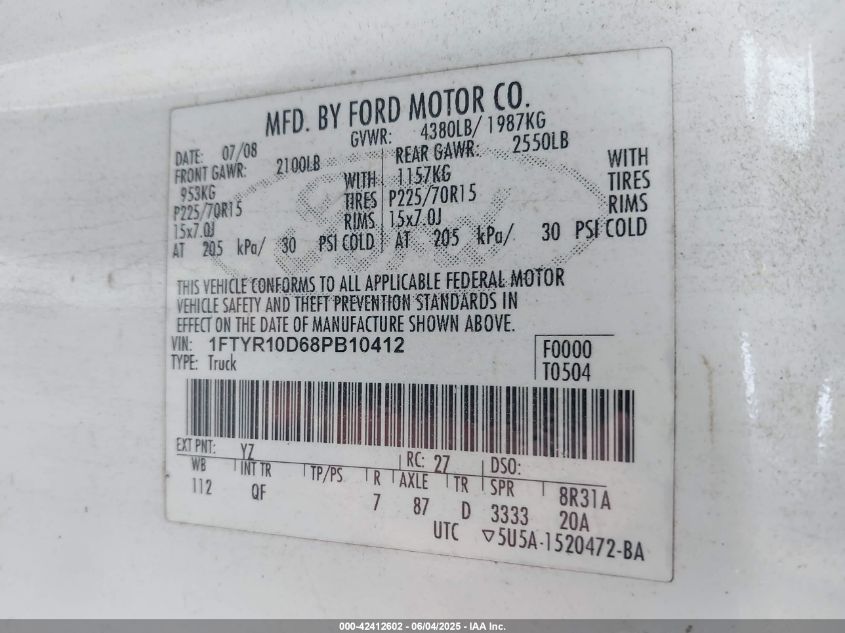 MFD. BY FORD MOTOR CO.
DATE: 07/08 GVWR: 4380LB/ 1987KG
FRONT GAWR: 2100LB REAR GAWR: 2550LB
953KG WITH 1157KG WITH
P225/70R15 TIRES P225/70R15 TIRES
15x7.0J RIMS 15x7.0J RIMS
AT 205 kPa/ 30 PSI COLD AT 205 kPa/ 30 PSI COLD
THIS VEHICLE CONFORMS TO ALL APPLICABLE FEDERAL MOTOR
VEHICLE SAFETY AND THEFT PREVENTION STANDARDS IN
EFFECT ON THE DATE OF MANUFACTURE SHOWN ABOVE.
VIN: 1FTYR10D68PB10412 F0000
TYPE: Truck T0504
EXT PNT: YZ RC: 27 DSO:
WB INT TR TP/PS R AXLE TR SPR 8R31A
112 QF 7 87 D 3333 20A
UTC ▽5U5A-1520472-BA
Ford
000-42412602 - 06/04/2025 - IAA Inc.